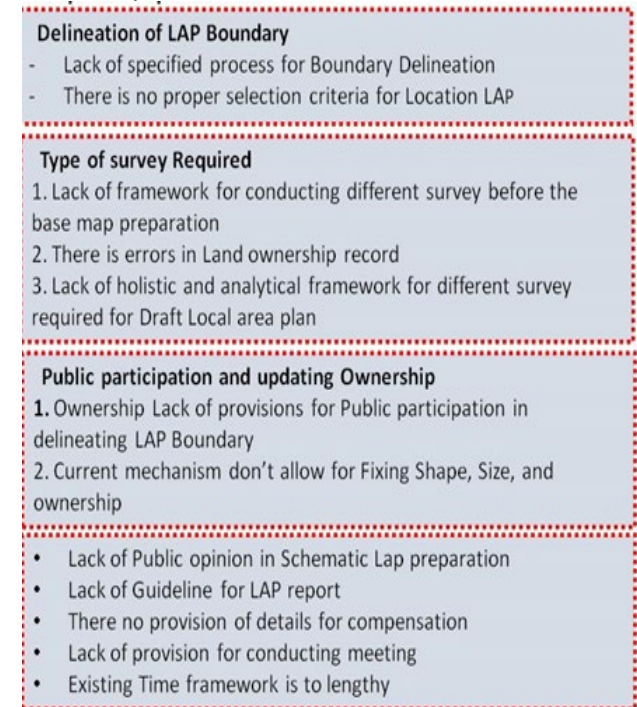 Delineation of LAP Boundary
- Lack of specified process for Boundary Delineation
- There is no proper selection criteria for Location LAP
Type of survey Required
1. Lack of framework for conducting different survey before the
base map preparation
2. There is errors in Land ownership record
3. Lack of holistic and analytical framework for different survey
required for Draft Local area plan
Public participation and updating Ownership
1. Ownership Lack of provisions for Public participation in
delineating LAP Boundary
2. Current mechanism don't allow for Fixing Shape, Size, and
ownership
• Lack of Public opinion in Schematic Lap preparation
• Lack of Guideline for LAP report
• There no provision of details for compensation
• Lack of provision for conducting meeting
• Existing Time framework is to lengthy